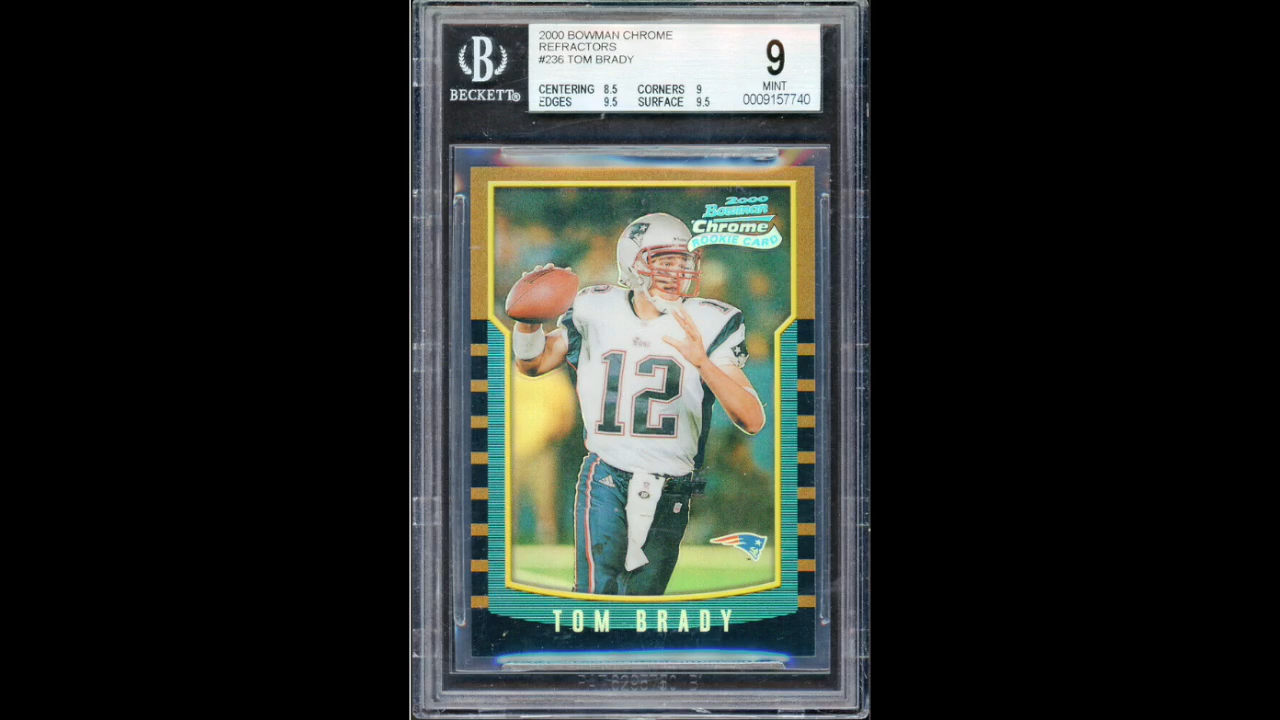 2000 BOWMAN CHROME
REFRACTORS
#236 TOM BRADY
9
MINT
0009157740
CENTERING 8.5 CORNERS 9
EDGES 9.5 SURFACE 9.5
B
BECKETT®
2000
Bowman
Chrome
ROOKIE CARD
12
12
TOM BRADY